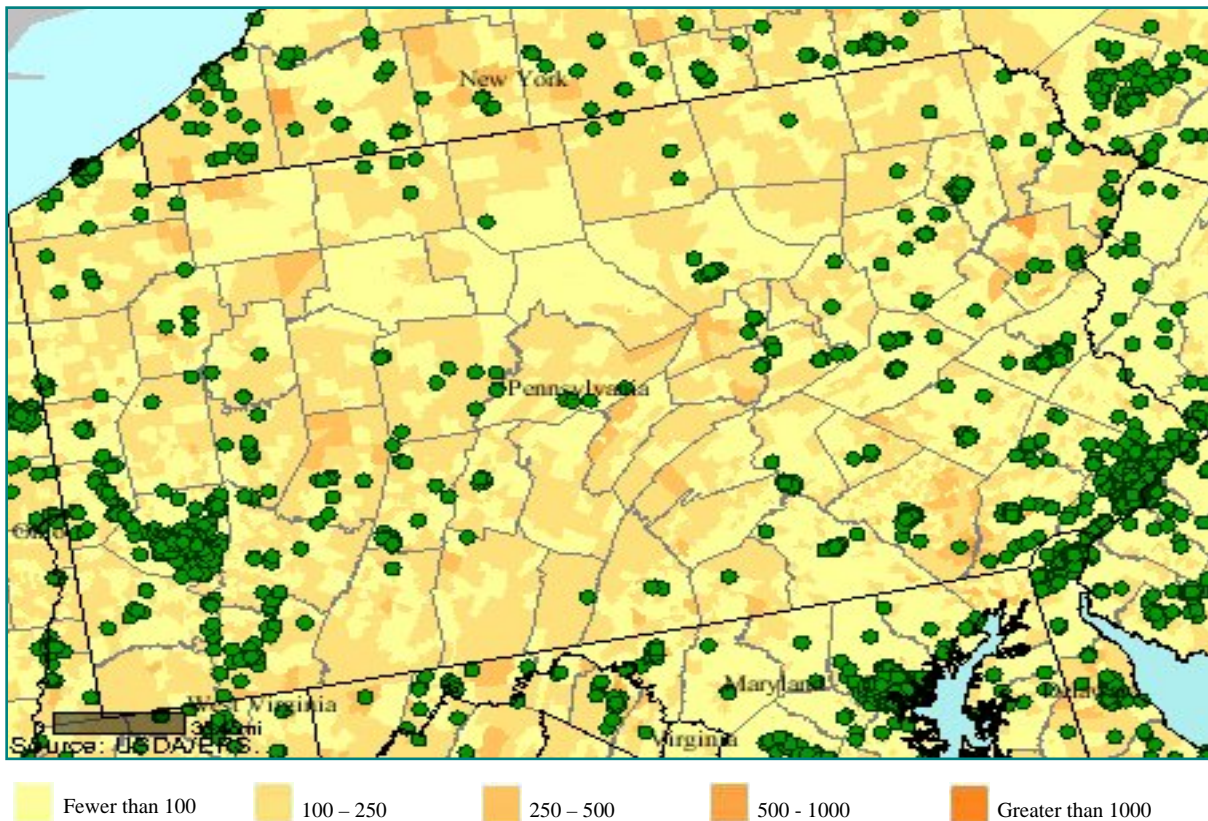 New York
Pennsylvania
Maryland
West Virginia
Virginia
Source: USDA/ERS.
Fewer than 100
100 – 250
250 – 500
500 - 1000
Greater than 1000